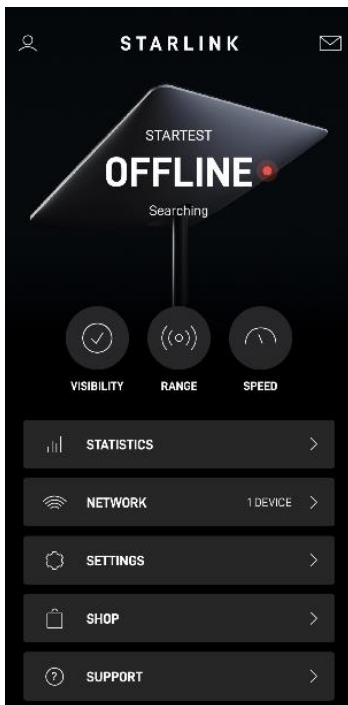 STARLINK
STARTEST
OFFLINE
Searching
VISIBILITY RANGE SPEED
STATISTICS
NETWORK 1 DEVICE
SETTINGS
SHOP
SUPPORT